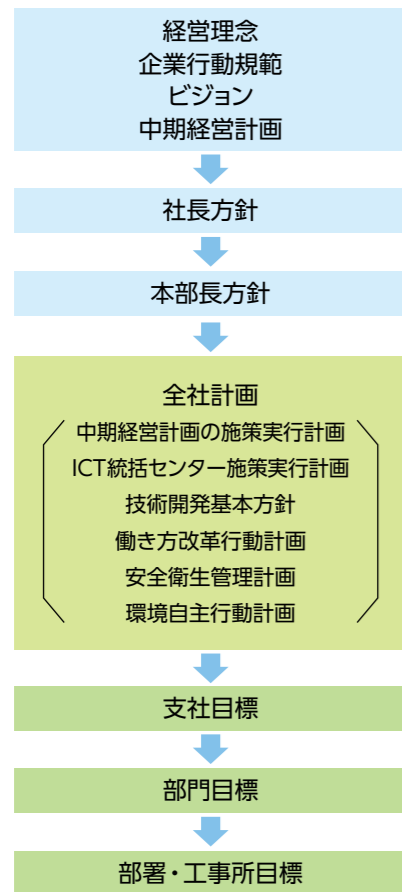 経営理念
企業行動規範
ビジョン
中期経営計画
社長方針
本部長方針
全社計画
中期経営計画の施策実行計画
ICT統括センター施策実行計画
技術開発基本方針
働き方改革行動計画
安全衛生管理計画
環境自主行動計画
支社目標
部門目標
部署・工事所目標